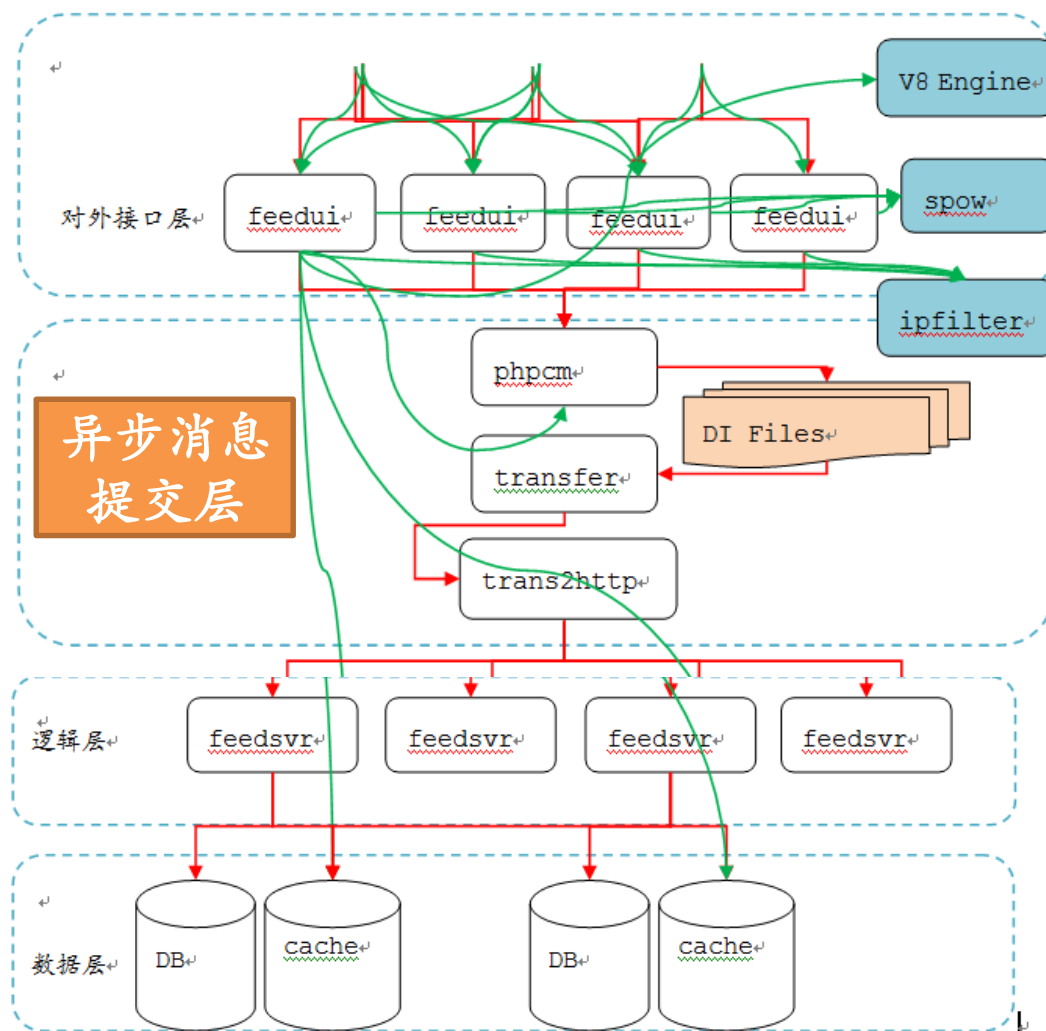 V8 Engine
对外接口层
feedui
feedui
feedui
feedui
spow
ipfilter
phpcm
异步消息
提交层
DI Files
transfer
trans2http
逻辑层
feedsvr
feedsvr
feedsvr
feedsvr
数据层
DB
cache
DB
cache